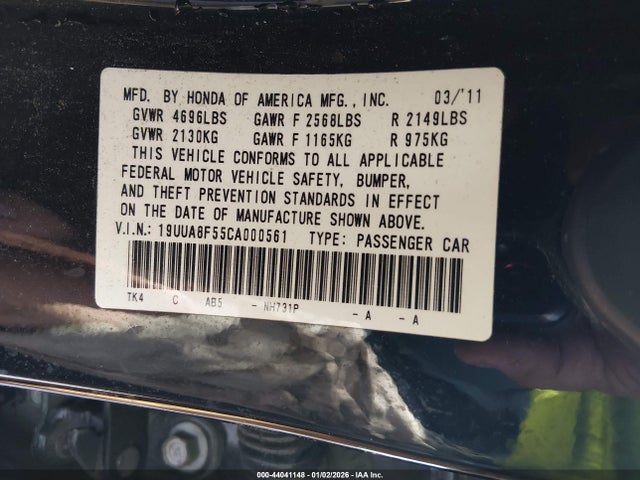 MFD. BY HONDA OF AMERICA MFG., INC. 03/'11
GVWR 4696LBS GAWR F 2568LBS R 2149LBS
GVWR 2130KG GAWR F 1165KG R 975KG
THIS VEHICLE CONFORMS TO ALL APPLICABLE
FEDERAL MOTOR VEHICLE SAFETY, BUMPER,
AND THEFT PREVENTION STANDARDS IN EFFECT
ON THE DATE OF MANUFACTURE SHOWN ABOVE.
V.I.N.: 19UUA8F55CA000561 TYPE: PASSENGER CAR
TK4 C AB5 - NH731P - A - A
000-44041148 - 01/02/2026 - IAA Inc.